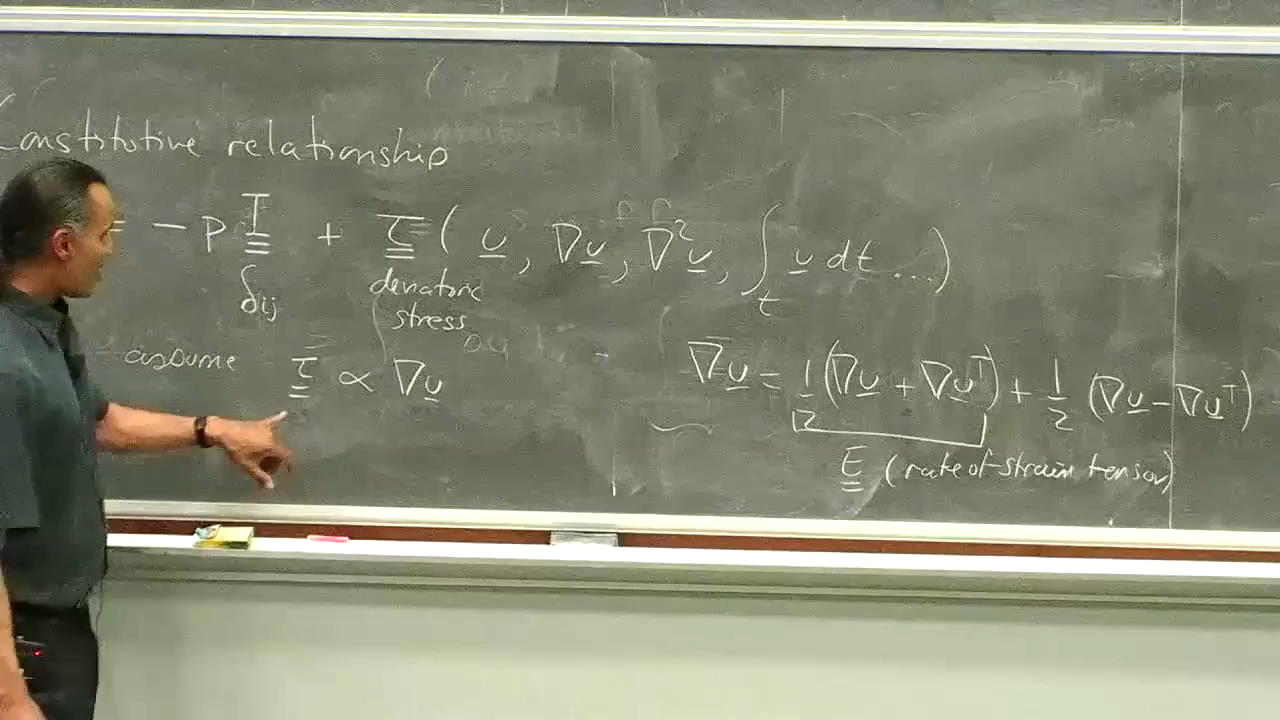 Constitutive relationship
= - p I + τ ( u, ∇u, ∇²u, ∫ₜ u dt ... )
δij
deviatoric
stress
assume τ ∝ ∇u
∇u = 1/2 (∇u + ∇uᵀ) + 1/2 (∇u - ∇uᵀ)
E (rate of strain tensor)